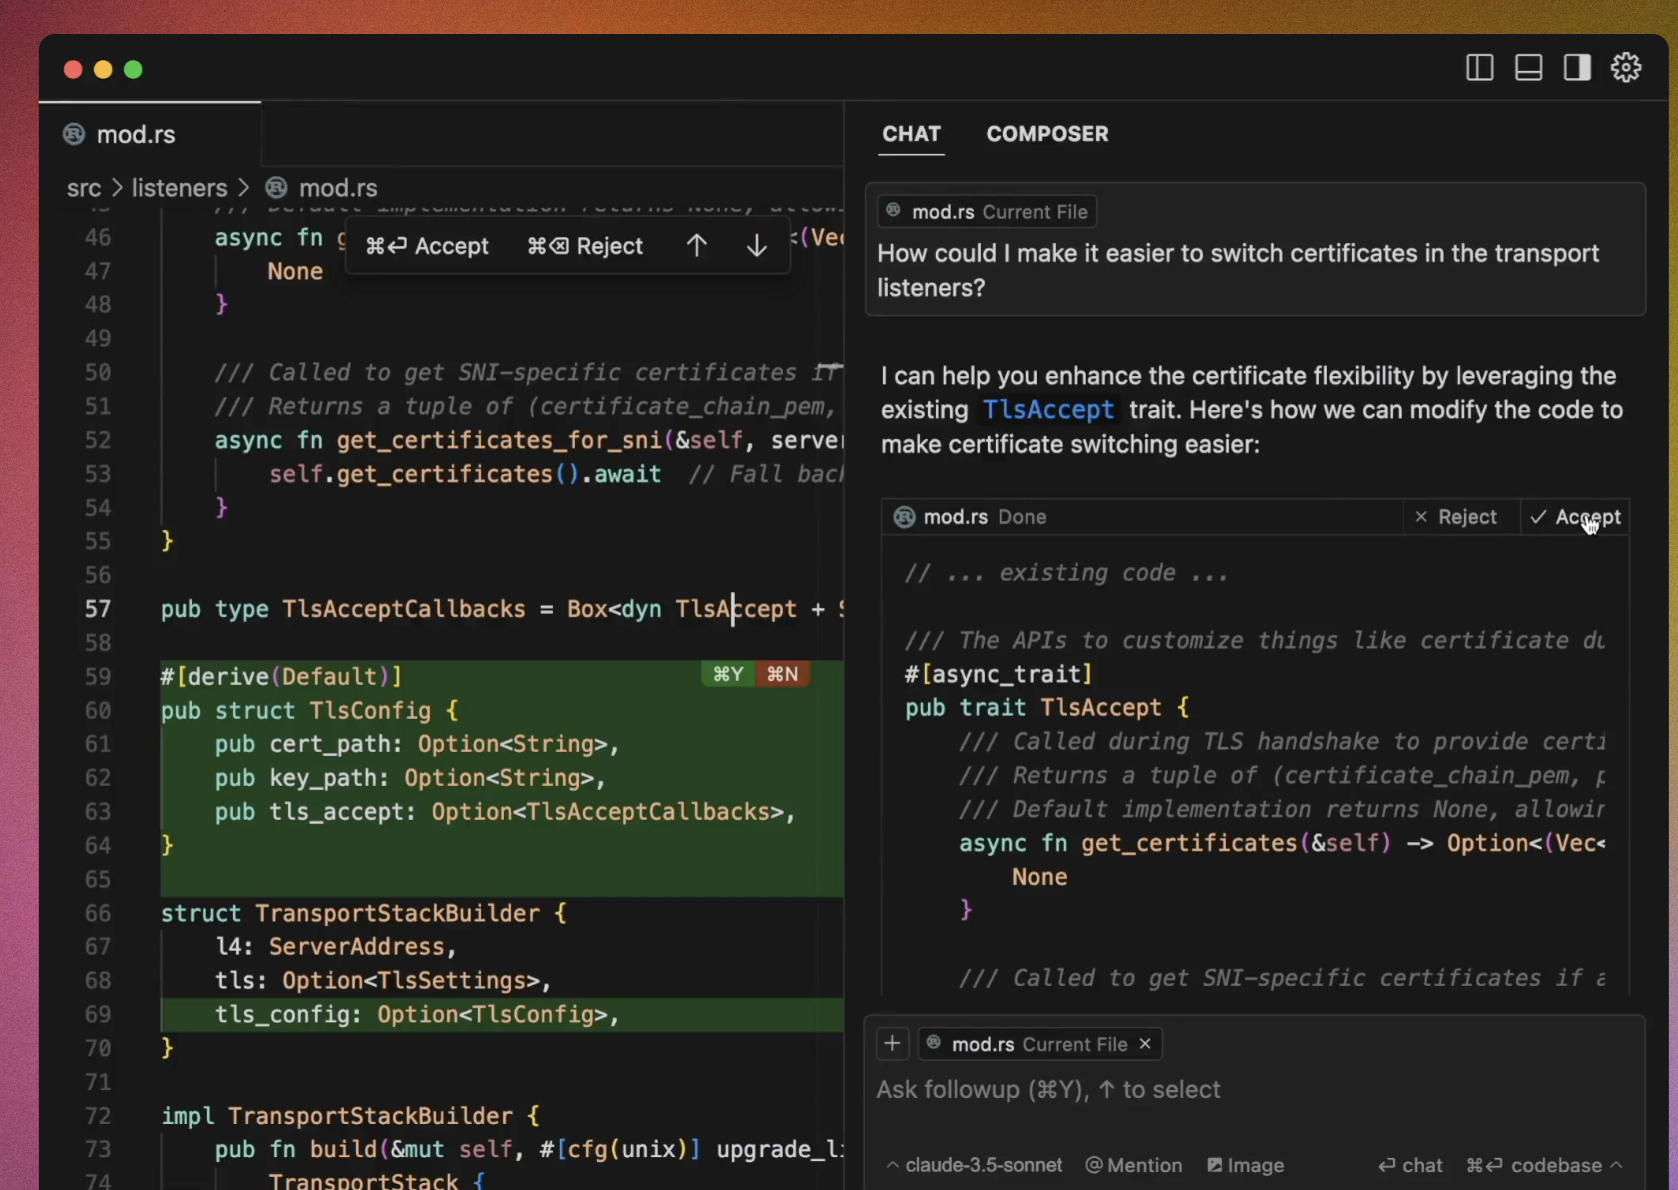 mod.rs
src > listeners > mod.rs
46 async fn
⌘⏎ Accept ⌘⌫ Reject ↑ ↓
47 None
48 }
49
50 /// Called to get SNI-specific certificates if
51 /// Returns a tuple of (certificate_chain_pem,
52 async fn get_certificates_for_sni(&self, server
53 self.get_certificates().await // Fall back
54 }
55 }
56
57 pub type TlsAcceptCallbacks = Box<dyn TlsAccept +
58
59 #[derive(Default)] ⌘Y ⌘N
60 pub struct TlsConfig {
61 pub cert_path: Option<String>,
62 pub key_path: Option<String>,
63 pub tls_accept: Option<TlsAcceptCallbacks>,
64 }
65
66 struct TransportStackBuilder {
67 l4: ServerAddress,
68 tls: Option<TlsSettings>,
69 tls_config: Option<TlsConfig>,
70 }
71
72 impl TransportStackBuilder {
73 pub fn build(&mut self, #[cfg(unix)] upgrade_li
74 TransportStack {
CHAT COMPOSER
mod.rs Current File
How could I make it easier to switch certificates in the transport
listeners?
I can help you enhance the certificate flexibility by leveraging the
existing TlsAccept trait. Here's how we can modify the code to
make certificate switching easier:
mod.rs Done × Reject ✓ Accept
// ... existing code ...
/// The APIs to customize things like certificate du
#[async_trait]
pub trait TlsAccept {
/// Called during TLS handshake to provide certi
/// Returns a tuple of (certificate_chain_pem, p
/// Default implementation returns None, allowin
async fn get_certificates(&self) -> Option<(Vec<
None
}
/// Called to get SNI-specific certificates if a
+ mod.rs Current File ×
Ask followup (⌘Y), ↑ to select
^ claude-3.5-sonnet @ Mention Image ⏎ chat ⌘⏎ codebase ^